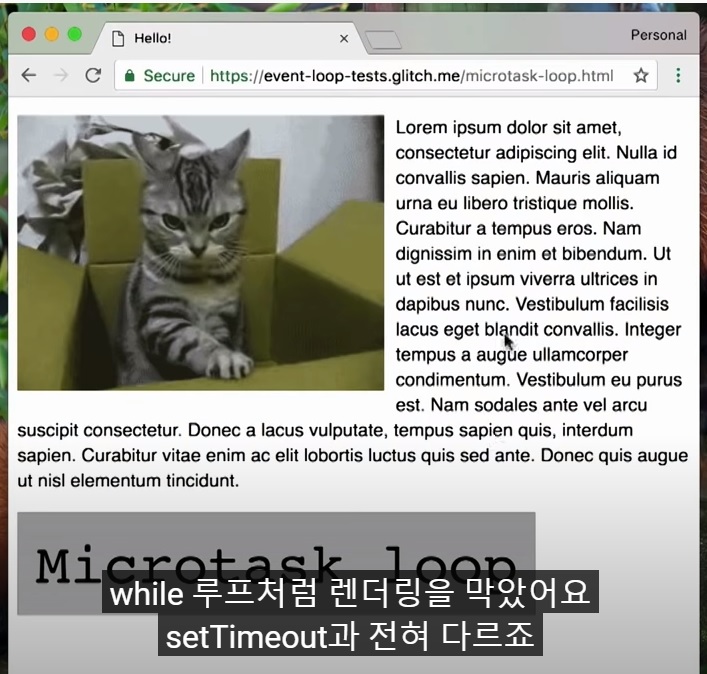 Hello!
Personal
Secure https://event-loop-tests.glitch.me/microtask-loop.html
Lorem ipsum dolor sit amet,
consectetur adipiscing elit. Nulla id
convallis sapien. Mauris aliquam
urna eu libero tristique mollis.
Curabitur a tempus eros. Nam
dignissim in enim et bibendum. Ut
ut est et ipsum viverra ultrices in
dapibus nunc. Vestibulum facilisis
lacus eget blandit convallis. Integer
tempus a augue ullamcorper
condimentum. Vestibulum eu purus
est. Nam sodales ante vel arcu
suscipit consectetur. Donec a lacus vulputate, tempus sapien quis, interdum
sapien. Curabitur vitae enim ac elit lobortis luctus quis sed ante. Donec quis augue
ut nisl elementum tincidunt.
Microtask loop
while 루프처럼 렌더링을 막았어요
setTimeout과 전혀 다르죠